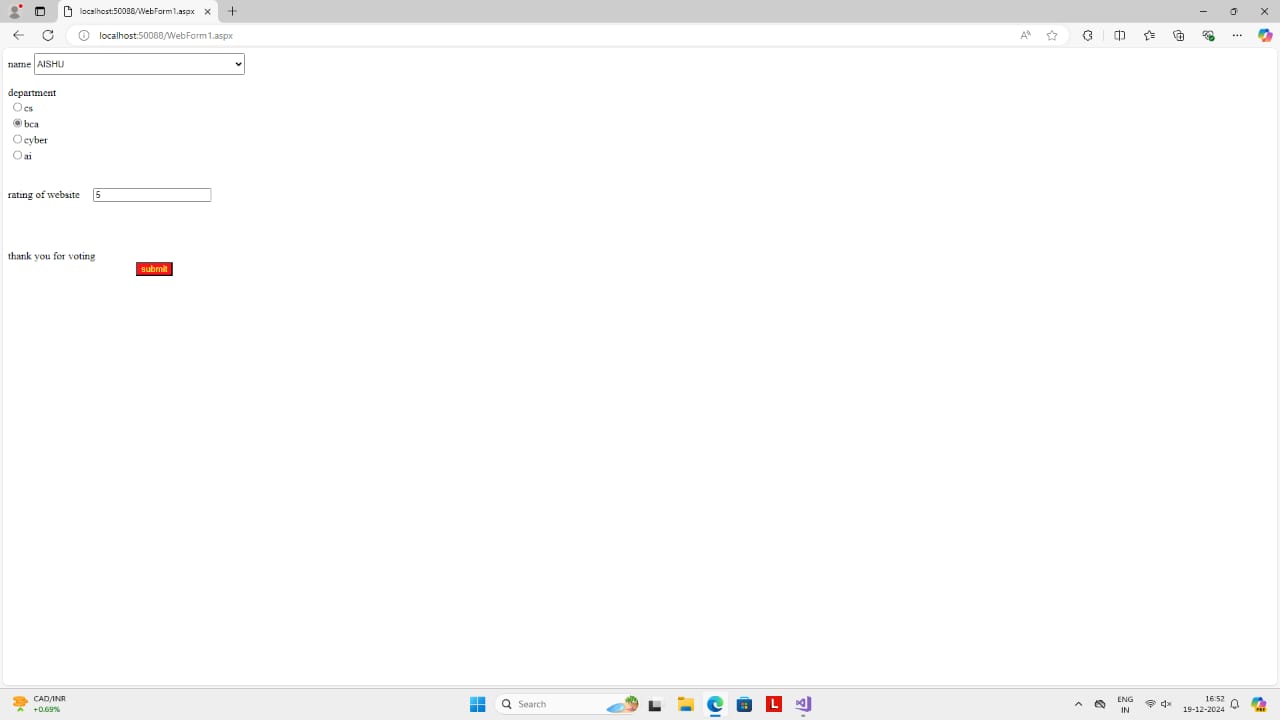 localhost:50088/WebForm1.aspx
localhost:50088/WebForm1.aspx
name AISHU
department
cs
bca
cyber
ai
rating of website 5
thank you for voting
submit
CAD/INR
+0.69%
Search
L
ENG
IN
16:52
19-12-2024